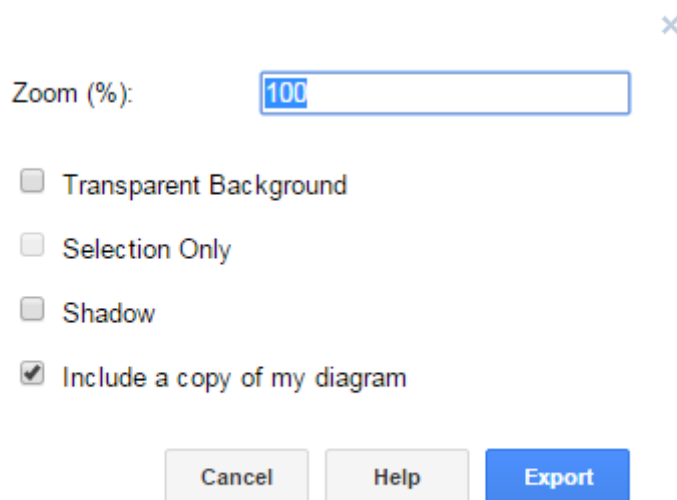 Zoom (%): 100
Transparent Background
Selection Only
Shadow
Include a copy of my diagram
Cancel Help Export